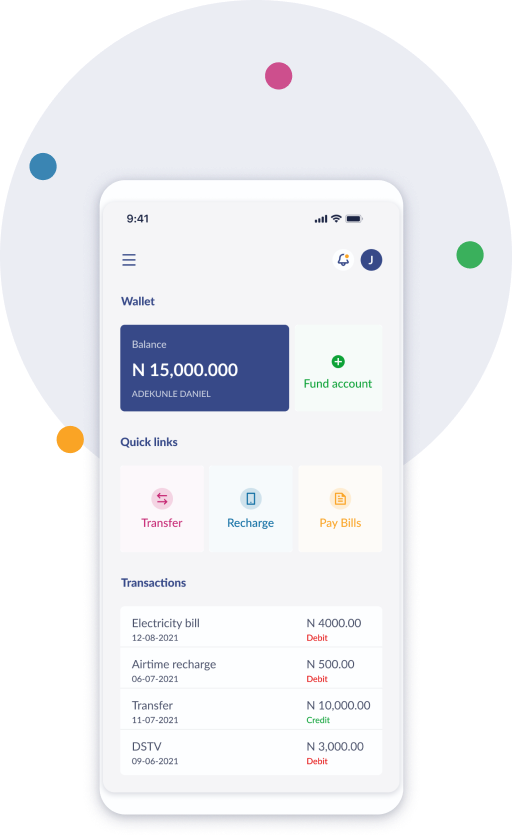 9:41
J
Wallet
Balance
N 15,000.000
ADEKUNLE DANIEL
Fund account
Quick links
Transfer
Recharge
Pay Bills
Transactions
Electricity bill N 4000.00
12-08-2021 Debit
Airtime recharge N 500.00
06-07-2021 Debit
Transfer N 10,000.00
11-07-2021 Credit
DSTV N 3,000.00
09-06-2021 Debit